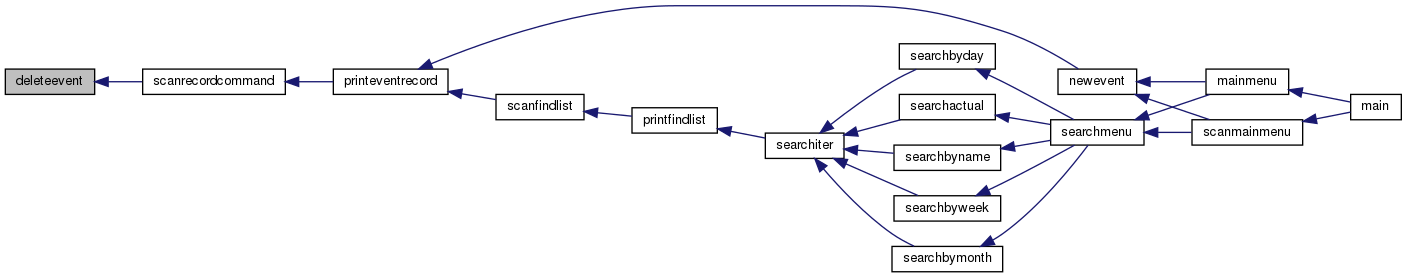 deleteevent
scanrecordcommand
printeventrecord
scanfindlist
printfindlist
searchiter
searchbyday
searchactual
searchbyname
searchbyweek
searchbymonth
newevent
searchmenu
mainmenu
scanmainmenu
main